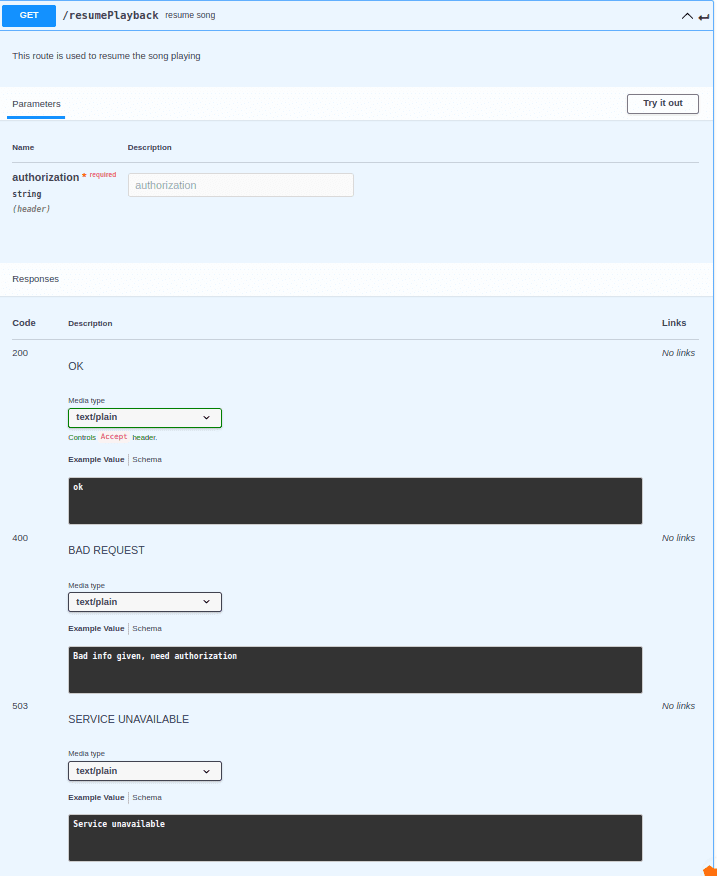 GET /resumePlayback resume song
This route is used to resume the song playing
Parameters
Try it out
Name Description
authorization * required
string
(header)
authorization
Responses
Code Description Links
200 No links
OK
Media type
text/plain
Controls Accept header.
Example Value Schema
ok
400 No links
BAD REQUEST
Media type
text/plain
Example Value Schema
Bad info given, need authorization
503 No links
SERVICE UNAVAILABLE
Media type
text/plain
Example Value Schema
Service unavailable